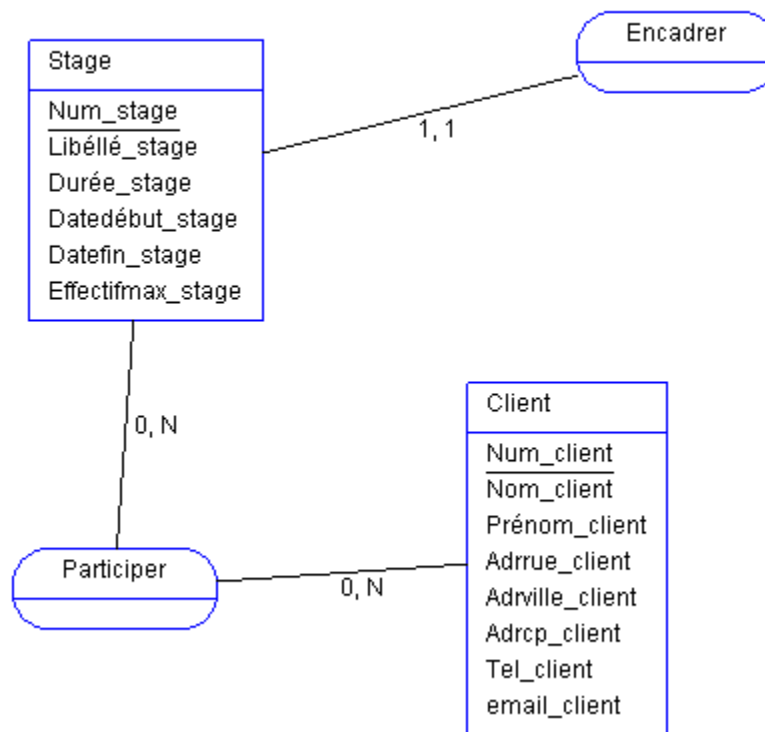 Encadrer
Stage
Num_stage
Libéllé_stage
Durée_stage
Datedébut_stage
Datefin_stage
Effectifmax_stage
1, 1
0, N
Client
Num_client
Nom_client
Prénom_client
Adrrue_client
Adrville_client
Adrcp_client
Tel_client
email_client
Participer
0, N